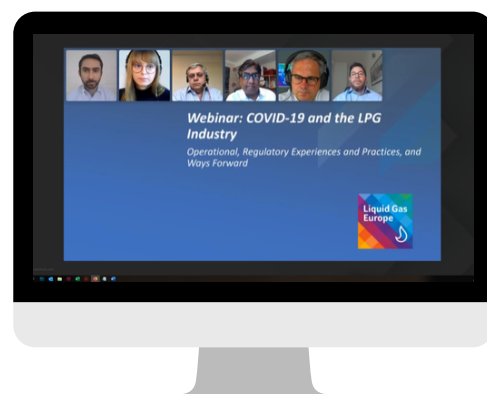 Webinar: COVID-19 and the LPG
Industry
Operational, Regulatory Experiences and Practices, and
Ways Forward
Liquid Gas
Europe